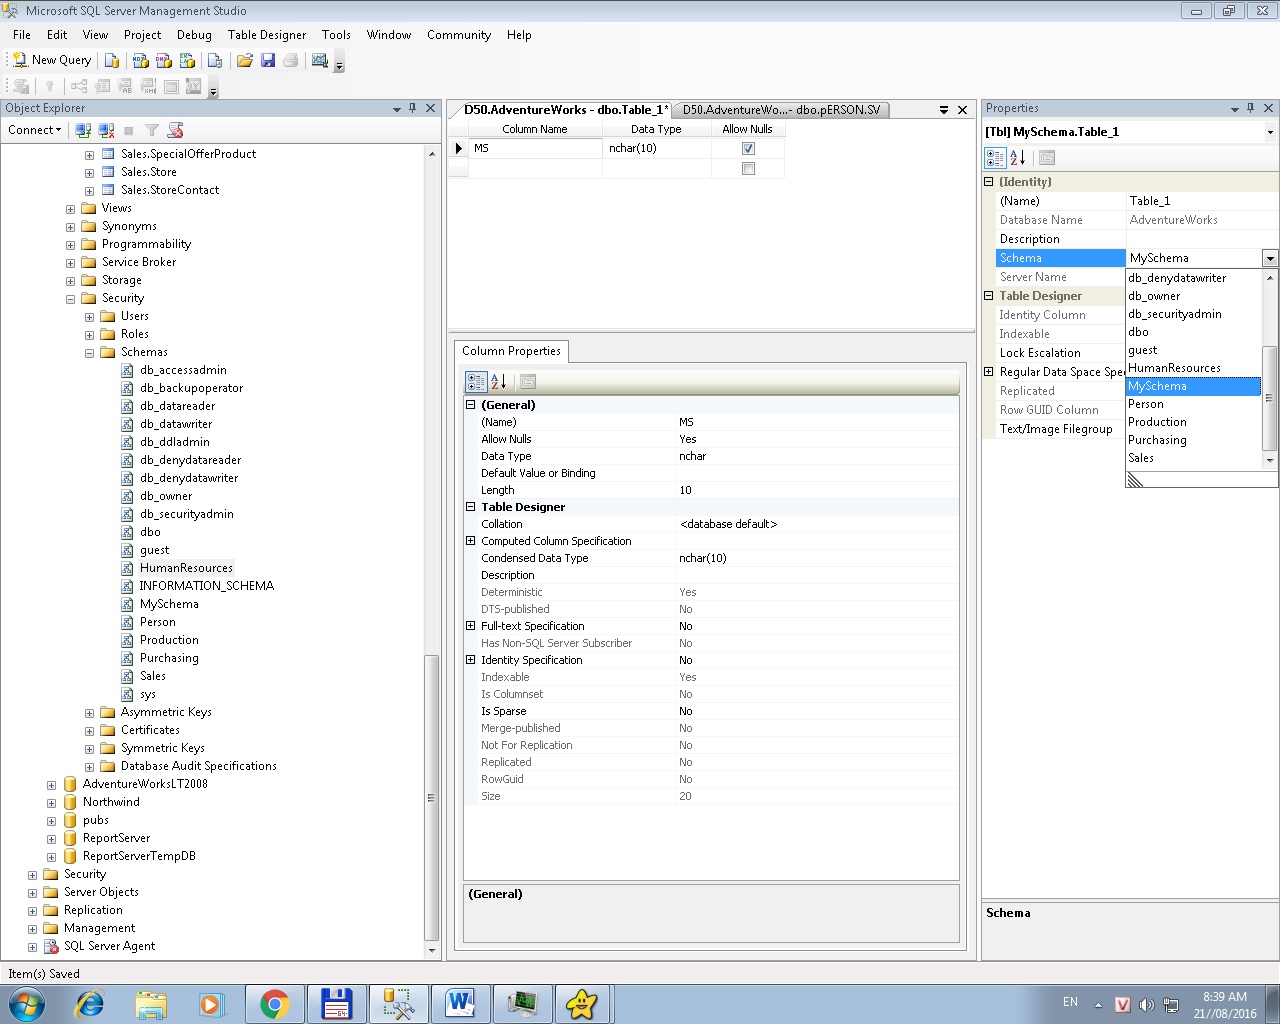 Microsoft SQL Server Management Studio
File Edit View Project Debug Table Designer Tools Window Community Help
New Query
Object Explorer
Connect
Sales.SpecialOfferProduct
Sales.Store
Sales.StoreContact
Views
Synonyms
Programmability
Service Broker
Storage
Security
Users
Roles
Schemas
db_accessadmin
db_backupoperator
db_datareader
db_datawriter
db_ddladmin
db_denydatareader
db_denydatawriter
db_owner
db_securityadmin
dbo
guest
HumanResources
INFORMATION_SCHEMA
MySchema
Person
Production
Purchasing
Sales
sys
Asymmetric Keys
Certificates
Symmetric Keys
Database Audit Specifications
AdventureWorksLT2008
Northwind
pubs
ReportServer
ReportServerTempDB
Security
Server Objects
Replication
Management
SQL Server Agent
D50.AdventureWorks - dbo.Table_1* D50.AdventureWo...- dbo.pERSON.SV
Column Name Data Type Allow Nulls
MS nchar(10)
Column Properties
(General)
(Name) MS
Allow Nulls Yes
Data Type nchar
Default Value or Binding
Length 10
Table Designer
Collation <database default>
Computed Column Specification
Condensed Data Type nchar(10)
Description
Deterministic Yes
DTS-published No
Full-text Specification No
Has Non-SQL Server Subscriber No
Identity Specification No
Indexable Yes
Is Columnset No
Is Sparse No
Merge-published No
Not For Replication No
Replicated No
RowGuid No
Size 20
(General)
Properties
[Tbl] MySchema.Table_1
(Identity)
(Name) Table_1
Database Name AdventureWorks
Description
Schema MySchema
Server Name
Table Designer
Identity Column
Indexable
Lock Escalation
Regular Data Space Spec
Replicated
Row GUID Column
Text/Image Filegroup
db_denydatawriter
db_owner
db_securityadmin
dbo
guest
HumanResources
MySchema
Person
Production
Purchasing
Sales
Schema
Item(s) Saved
EN
8:39 AM
21//08/2016